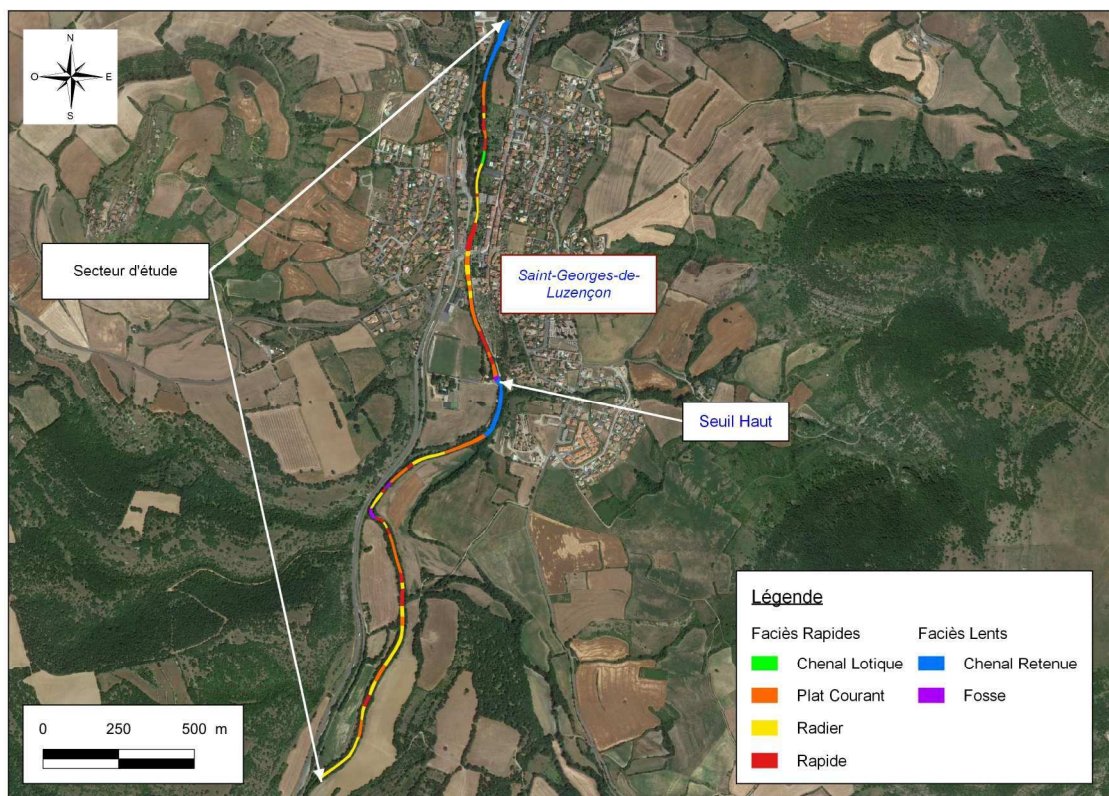 N
O
E
S
Secteur d'étude
Saint-Georges-de-
Luzençon
Seuil Haut
Légende
Faciès Rapides
Faciès Lents
Chenal Lotique
Chenal Retenue
Plat Courant
Fosse
Radier
Rapide
0 250 500 m